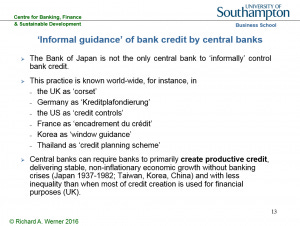 Centre for Banking, Finance
& Sustainable Development
UNIVERSITY OF
Southampton
Business School
‘Informal guidance’ of bank credit by central banks
➢ The Bank of Japan is not the only central bank to ‘informally’ control
bank credit.
➢ This practice is known world-wide, for instance, in
– the UK as ‘corset’
– Germany as ‘Kreditplafondierung’
– the US as ‘credit controls’
– France as ‘encadrement du crédit’
– Korea as ‘window guidance’
– Thailand as ‘credit planning scheme’
➢ Central banks can require banks to primarily create productive credit,
delivering stable, non-inflationary economic growth without banking
crises (Japan 1937-1982; Taiwan, Korea, China) and with less
inequality than when most of credit creation is used for financial
purposes (UK).
13
© Richard A. Werner 2016